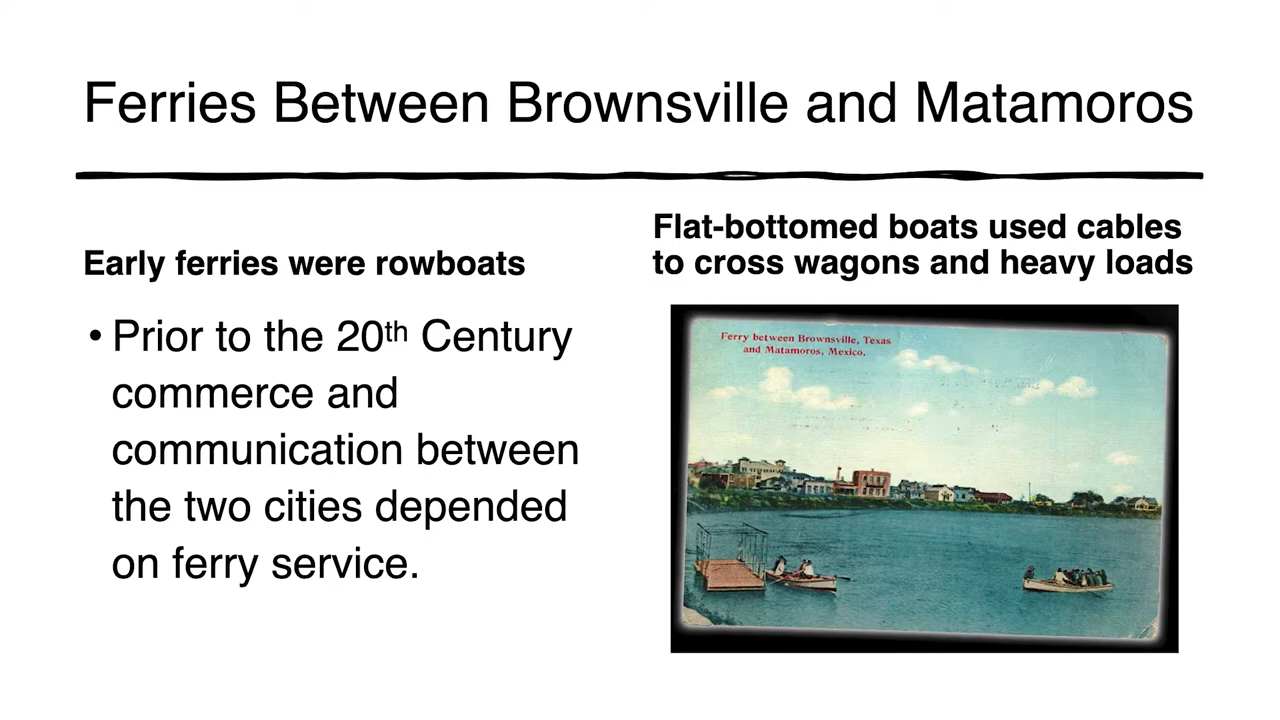 Ferries Between Brownsville and Matamoros
Early ferries were rowboats
• Prior to the 20th Century
commerce and
communication between
the two cities depended
on ferry service.
Flat-bottomed boats used cables
to cross wagons and heavy loads
Ferry between Brownsville, Texas
and Matamoros, Mexico.